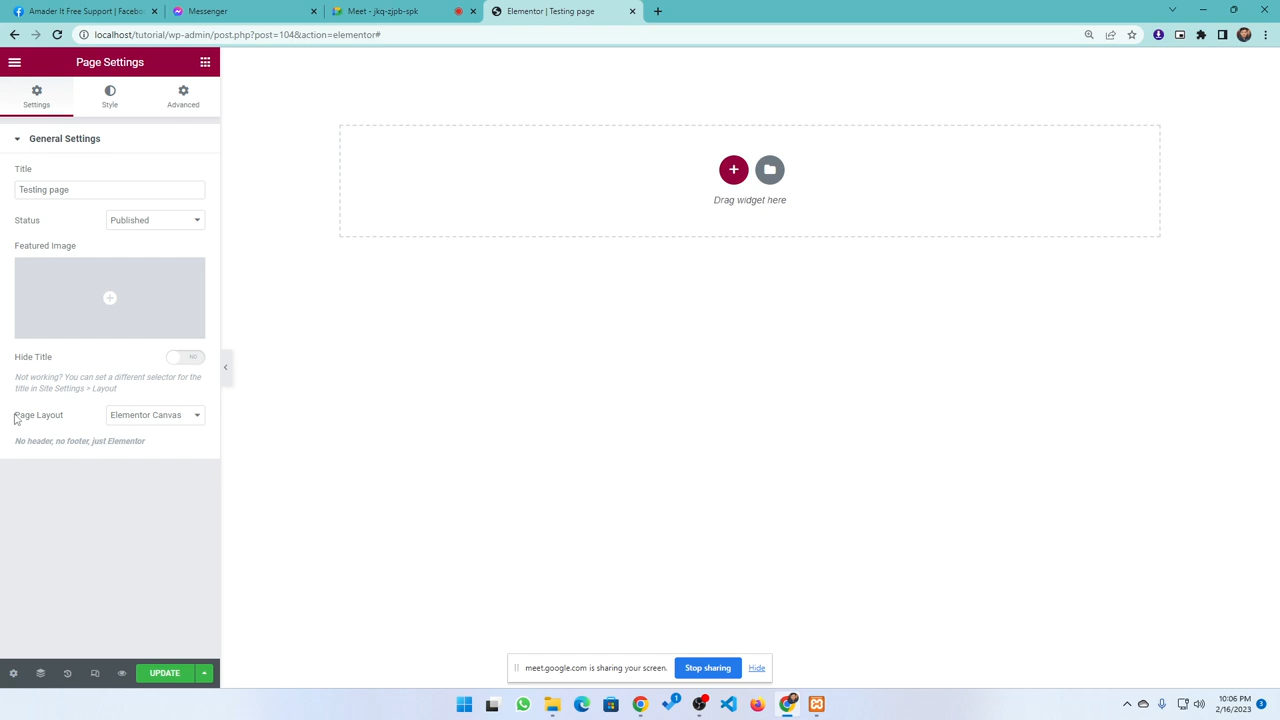 Amader It Free Support | Faceboo
Messenger
Meet - jkq-zjpb-spk
Elementor | Testing page
localhost/tutorial/wp-admin/post.php?post=104&action=elementor#
Page Settings
Settings
Style
Advanced
General Settings
Title
Testing page
Status
Published
Featured Image
Hide Title
NO
Not working? You can set a different selector for the
title in Site Settings > Layout
Page Layout
Elementor Canvas
No header, no footer, just Elementor
Drag widget here
UPDATE
meet.google.com is sharing your screen.
Stop sharing
Hide
1
10:06 PM
2/16/2023
3